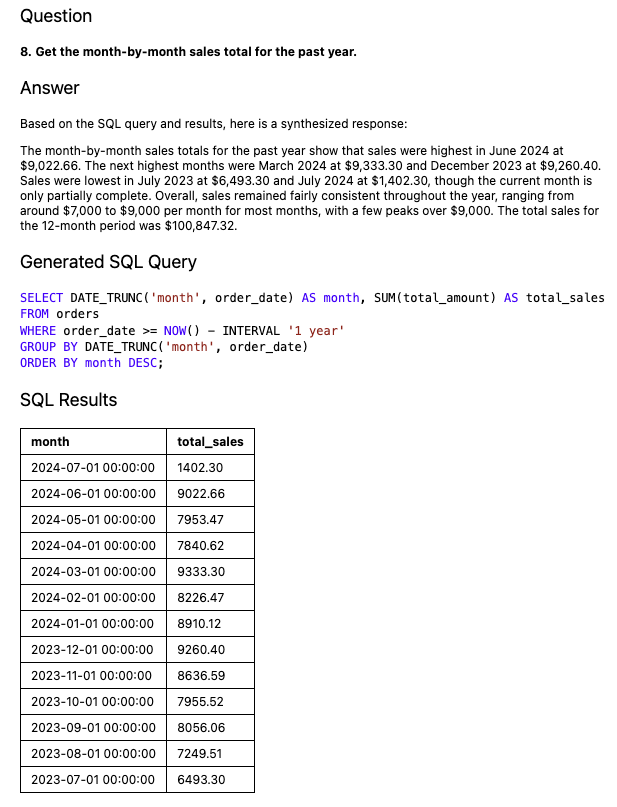 Question
8. Get the month-by-month sales total for the past year.
Answer
Based on the SQL query and results, here is a synthesized response:
The month-by-month sales totals for the past year show that sales were highest in June 2024 at
$9,022.66. The next highest months were March 2024 at $9,333.30 and December 2023 at $9,260.40.
Sales were lowest in July 2023 at $6,493.30 and July 2024 at $1,402.30, though the current month is
only partially complete. Overall, sales remained fairly consistent throughout the year, ranging from
around $7,000 to $9,000 per month for most months, with a few peaks over $9,000. The total sales for
the 12-month period was $100,847.32.
Generated SQL Query
SELECT DATE_TRUNC('month', order_date) AS month, SUM(total_amount) AS total_sales
FROM orders
WHERE order_date >= NOW() - INTERVAL '1 year'
GROUP BY DATE_TRUNC('month', order_date)
ORDER BY month DESC;
SQL Results
month total_sales
2024-07-01 00:00:00 1402.30
2024-06-01 00:00:00 9022.66
2024-05-01 00:00:00 7953.47
2024-04-01 00:00:00 7840.62
2024-03-01 00:00:00 9333.30
2024-02-01 00:00:00 8226.47
2024-01-01 00:00:00 8910.12
2023-12-01 00:00:00 9260.40
2023-11-01 00:00:00 8636.59
2023-10-01 00:00:00 7955.52
2023-09-01 00:00:00 8056.06
2023-08-01 00:00:00 7249.51
2023-07-01 00:00:00 6493.30